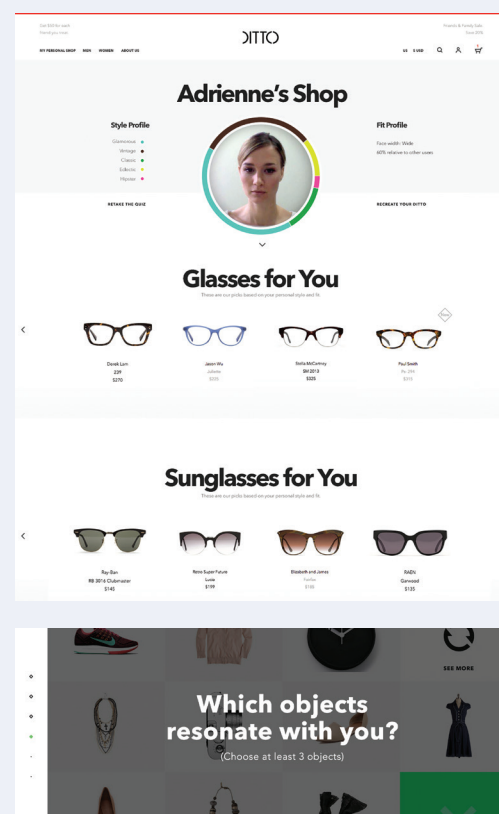 DITTO
MY PERSONAL SHOP MEN WOMEN ABOUT US
US $ USD
Adrienne's Shop
Style Profile
Glamorous
Vintage
Classic
Eclectic
Hipster
RETAKE THE QUIZ
Fit Profile
Face width: Wide
60% relative to other users
RECREATE YOUR DITTO
Glasses for You
These are our picks based on your personal style and fit
Derek Lam
239
$270
Jason Wu
Juliette
Stella McCartney
SM 2013
$325
Paul Smith
Sunglasses for You
These are our picks based on your personal style and fit
Ray-Ban
RB 3016 Clubmaster
$145
Retro Super Future
Lucia
$199
Elizabeth and James
RAEN
Garwood
$135
SEE MORE
Which objects
resonate with you?
(Choose at least 3 objects)